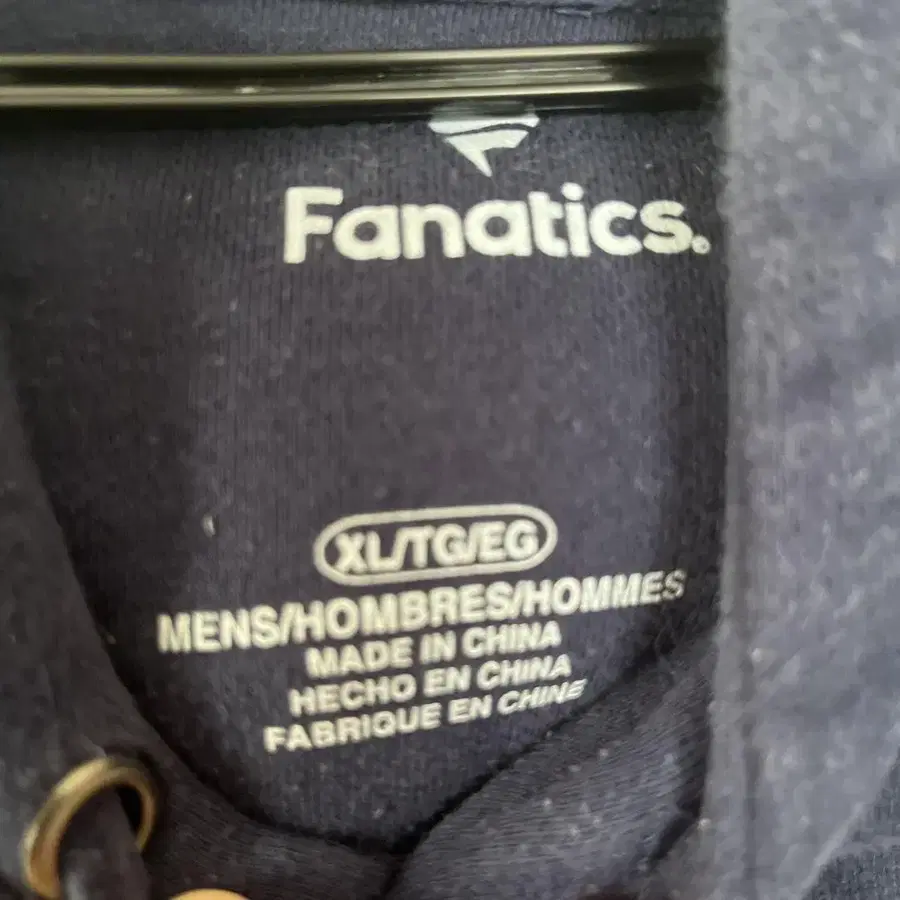 Fanatics.
XL/TG/EG
MENS/HOMBRES/HOMMES
MADE IN CHINA
HECHO EN CHINA
FABRIQUE EN CHINE